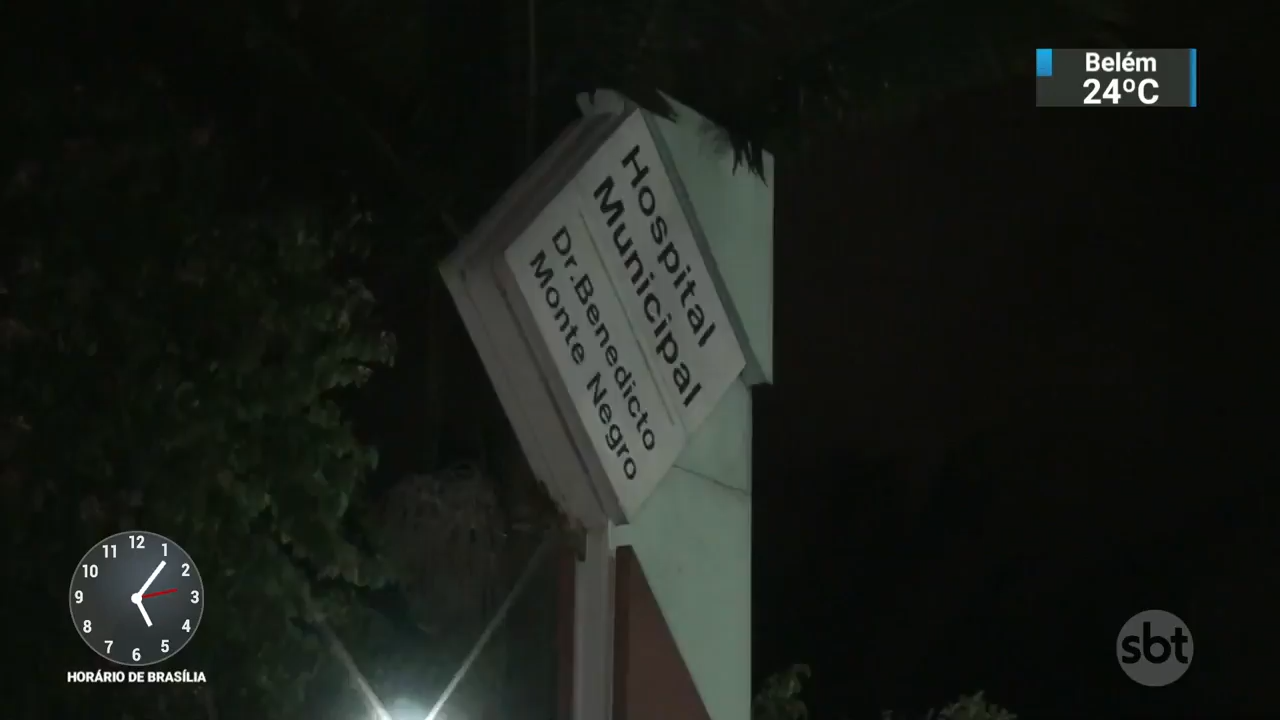 Belém
24ºC
Hospital
Municipal
Dr.Benedicto
Monte Negro
12
1
2
3
4
5
6
7
8
9
10
11
HORÁRIO DE BRASÍLIA
sbt